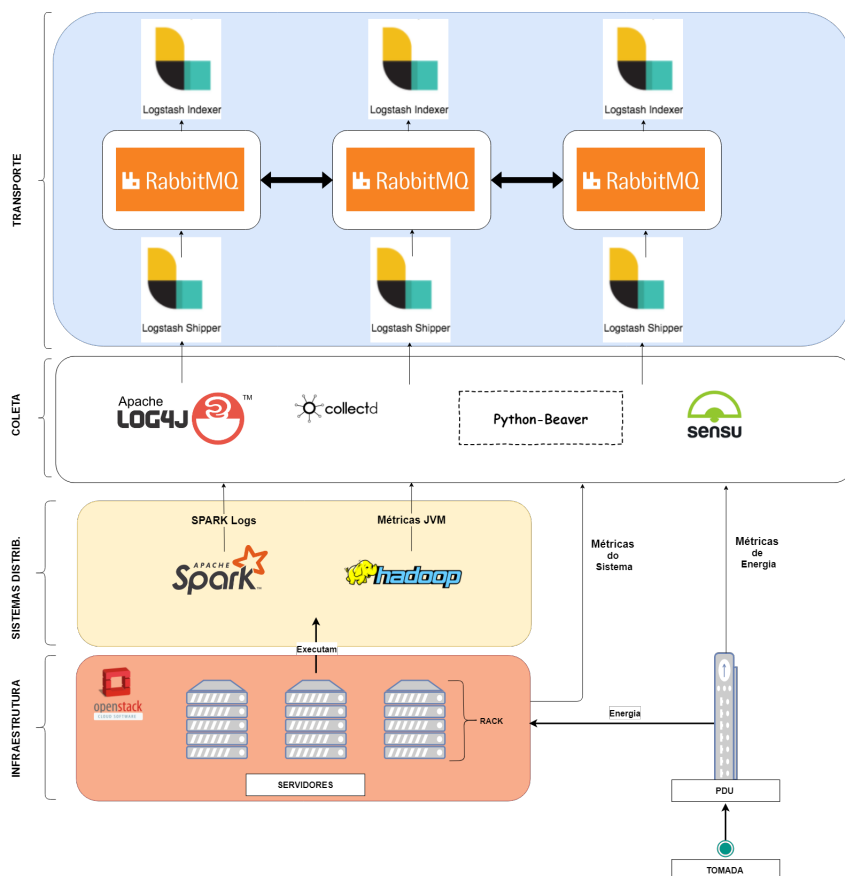 TRANSPORTE
Logstash Indexer
Logstash Indexer
Logstash Indexer
RabbitMQ
RabbitMQ
RabbitMQ
Logstash Shipper
Logstash Shipper
Logstash Shipper
COLETA
Apache
LOG4J
TM
collectd
Python-Beaver
sensu
SISTEMAS DISTRIB.
SPARK Logs
Métricas JVM
Métricas
do
Sistema
Métricas
de
Energia
APACHE
Spark
TM
hadoop
Executam
INFRAESTRUTURA
openstack
CLOUD SOFTWARE
RACK
Energia
SERVIDORES
PDU
TOMADA